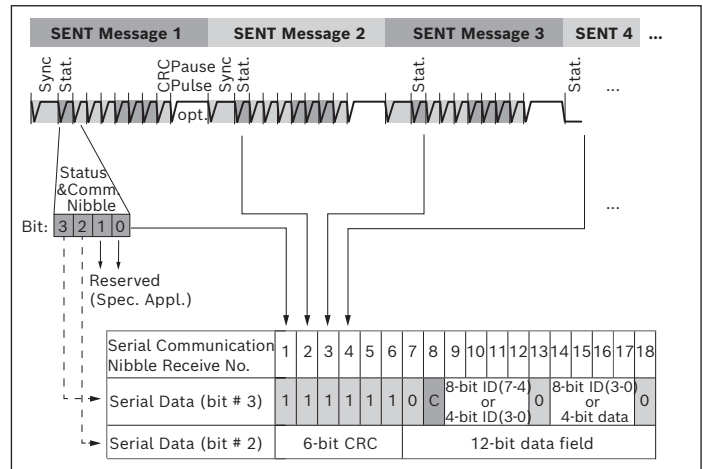 SENT Message 1 SENT Message 2 SENT Message 3 SENT 4 ...
Sync Stat. CRC Pause Pulse opt. Sync Stat. Stat. Stat. ...
Status
&Comm.
Nibble
...
Bit: 3 2 1 0
Reserved
(Spec. Appl.)
Serial Communication Nibble Receive No. 1 2 3 4 5 6 7 8 9 10 11 12 13 14 15 16 17 18
Serial Data (bit # 3) 1 1 1 1 1 1 0 C 8-bit ID(7-4) or 4-bit ID(3-0) 0 8-bit ID(3-0) or 4-bit data 0
Serial Data (bit # 2) 6-bit CRC 12-bit data field